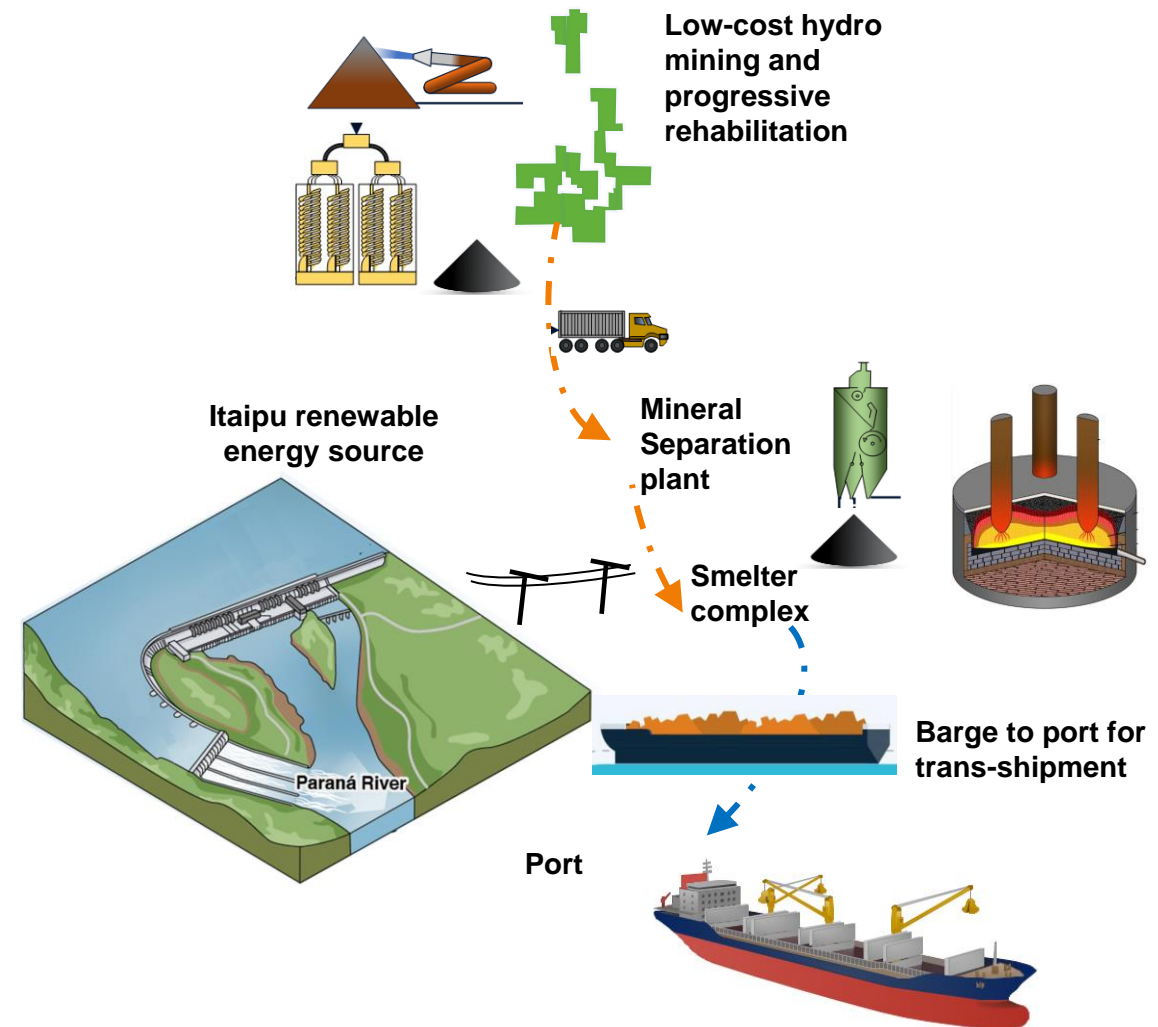 Low-cost hydro
mining and
progressive
rehabilitation
Itaipu renewable
energy source
Mineral
Separation
plant
Smelter
complex
Paraná River
Barge to port for
trans-shipment
Port